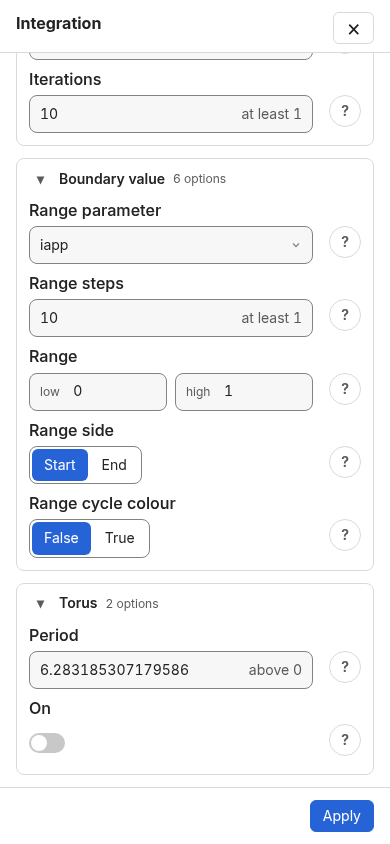 Integration
Iterations
10 at least 1
?
▼ Boundary value 6 options
Range parameter
iapp
?
Range steps
10 at least 1
?
Range
low 0 high 1
?
Range side
Start End
?
Range cycle colour
False True
?
▼ Torus 2 options
Period
6.283185307179586 above 0
?
On
?
Apply